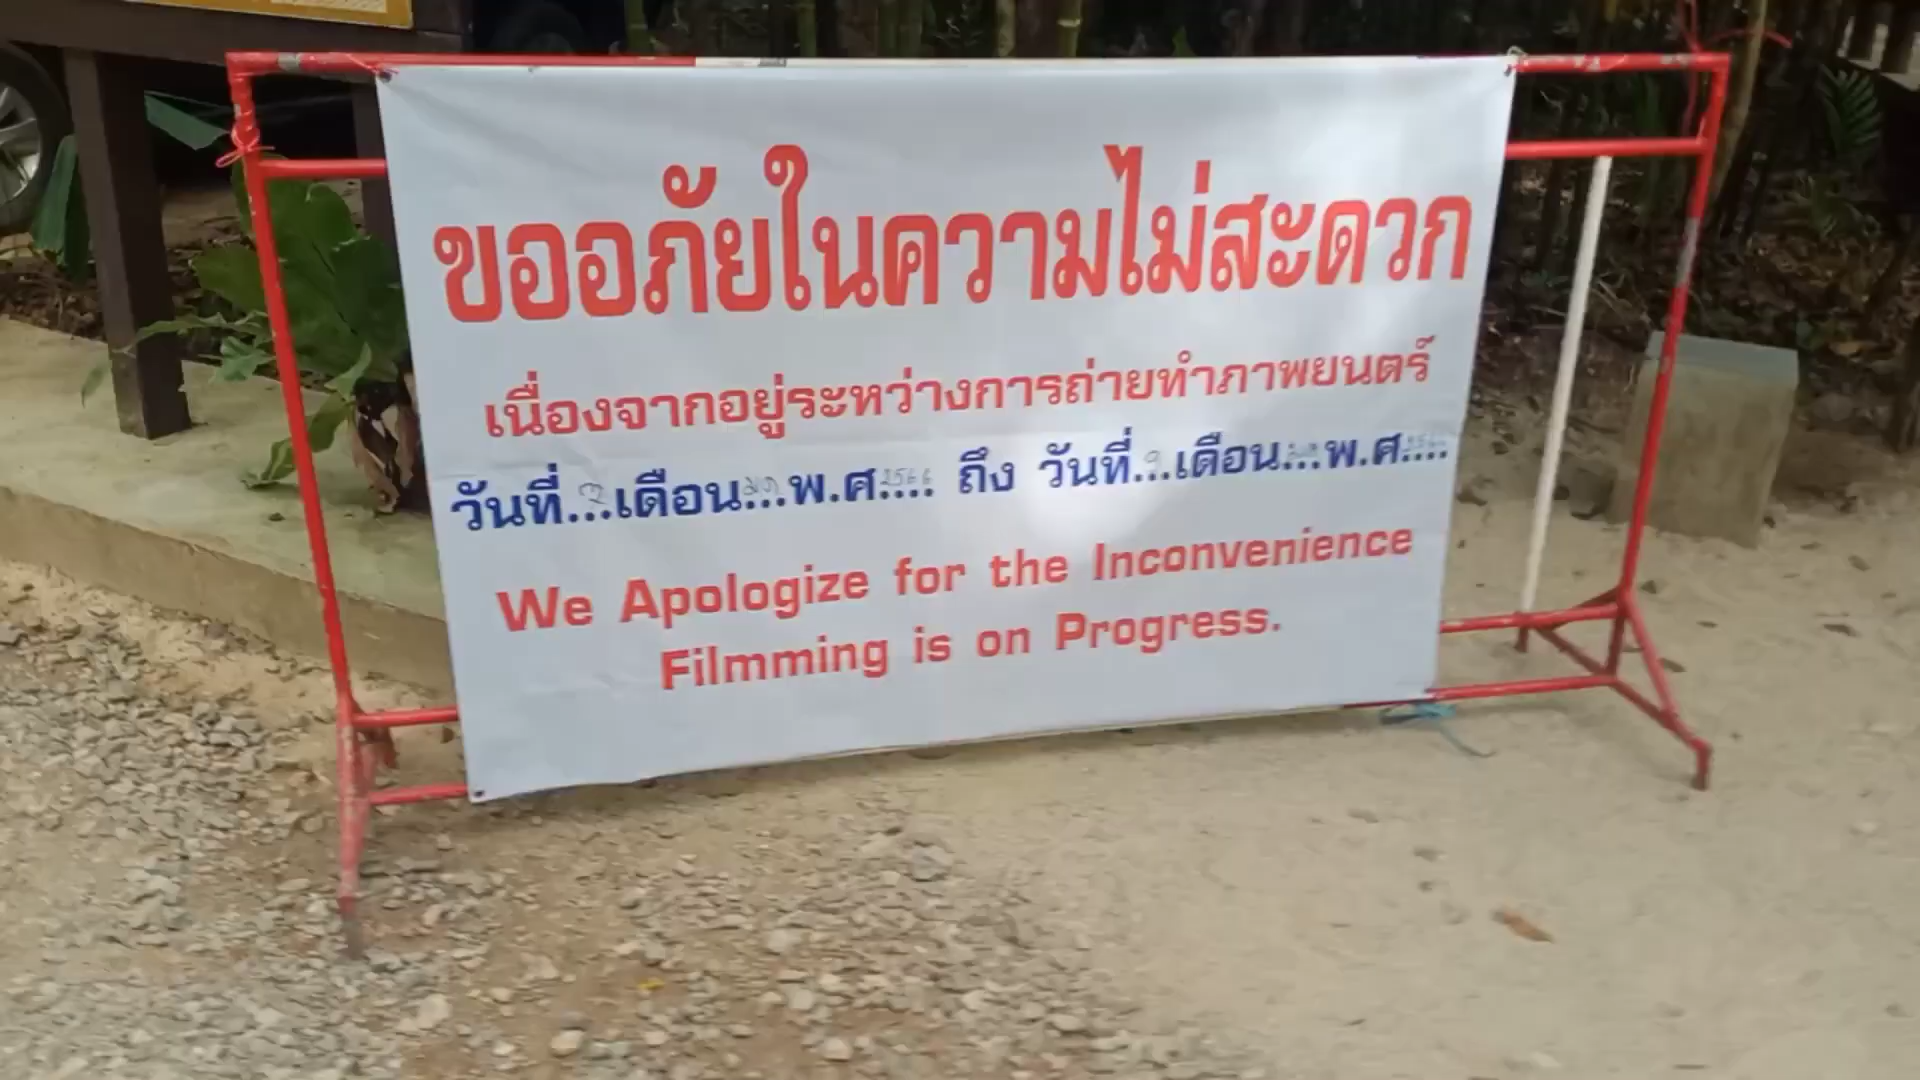 ขออภัยในความไม่สะดวก
เนื่องจากอยู่ระหว่างการถ่ายทำภาพยนตร์
วันที่...เดือน...พ.ศ.2566 ถึง วันที่...เดือน...พ.ศ....
We Apologize for the Inconvenience
Filmming is on Progress.